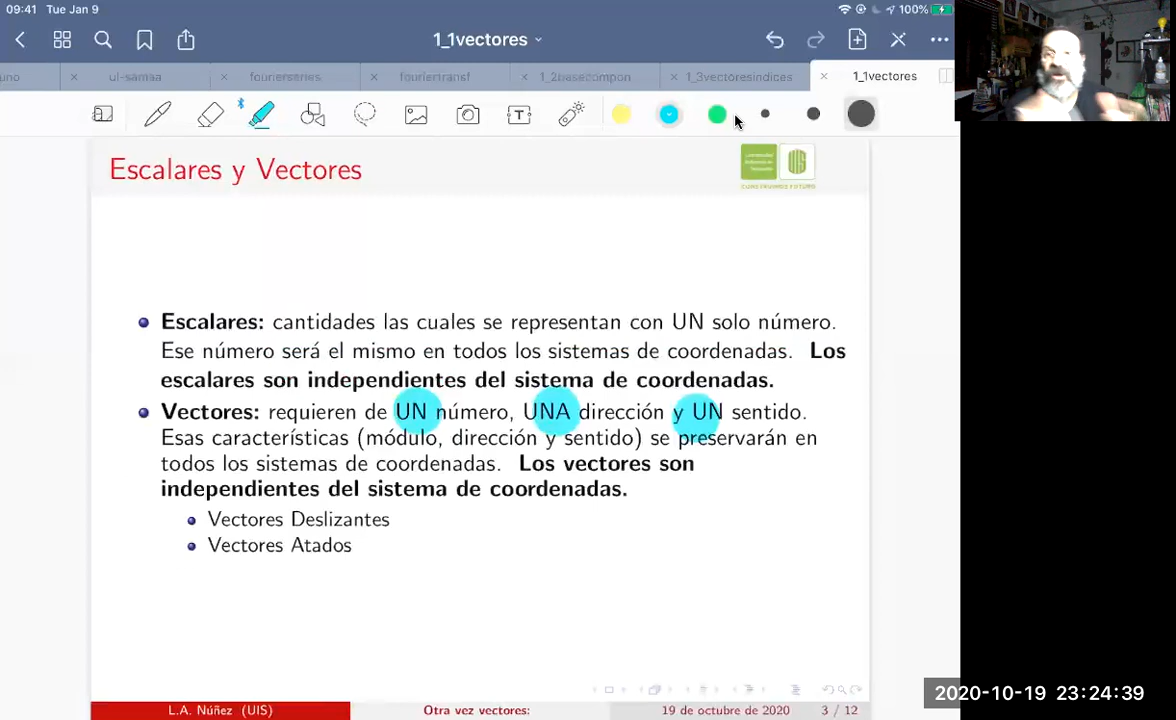 09:41 Tue Jan 9
100%
1_1vectores
uno
ul-samsa
fourierseries
fouriertransf
1_2basecompon
1_3vectoresindices
1_1vectores
T
Escalares y Vectores
UIS
CONSTRUIMOS FUTURO
Escalares: cantidades las cuales se representan con UN solo número.
Ese número será el mismo en todos los sistemas de coordenadas. Los
escalares son independientes del sistema de coordenadas.
Vectores: requieren de UN número, UNA dirección y UN sentido.
Esas características (módulo, dirección y sentido) se preservarán en
todos los sistemas de coordenadas. Los vectores son
independientes del sistema de coordenadas.
Vectores Deslizantes
Vectores Atados
L.A. Núñez (UIS)
Otra vez vectores:
19 de octubre de 2020
3 / 12
2020-10-19 23:24:39